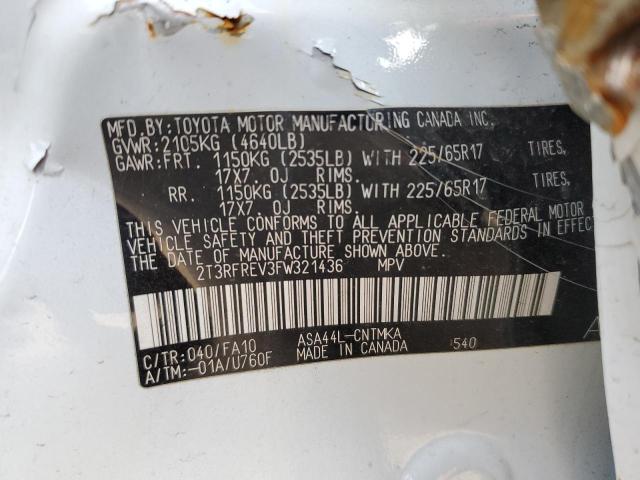 MFD.BY:TOYOTA MOTOR MANUFACTURING CANADA INC.
GVWR:2105KG (4640LB)
GAWR:FRT. 1150KG (2535LB) WITH 225/65R17 TIRES,
17X7.0J RIMS.
RR. 1150KG (2535LB) WITH 225/65R17 TIRES,
17X7.0J RIMS.
THIS VEHICLE CONFORMS TO ALL APPLICABLE FEDERAL MOTOR
VEHICLE SAFETY AND THEFT PREVENTION STANDARDS IN EFFECT
ON THE DATE OF MANUFACTURE SHOWN ABOVE.
2T3RFREV3FW321436 MPV
C/TR:040/FA10 ASA44L-CNTMKA
A/TM:-01A/U760F MADE IN CANADA 540